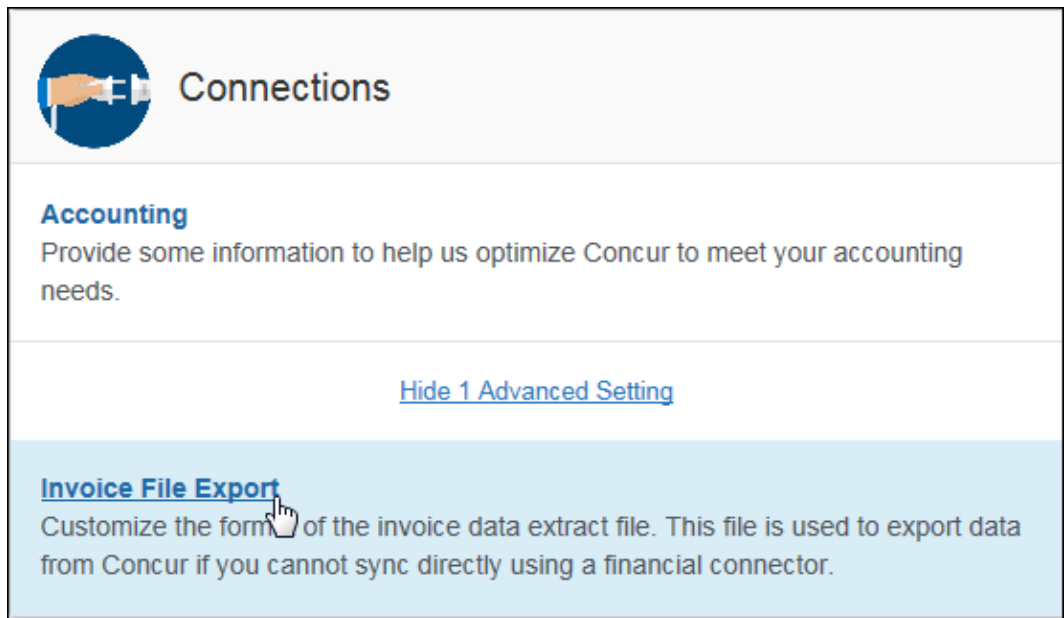 Connections
Accounting
Provide some information to help us optimize Concur to meet your accounting
needs.
Hide 1 Advanced Setting
Invoice File Export
Customize the form of the invoice data extract file. This file is used to export data
from Concur if you cannot sync directly using a financial connector.